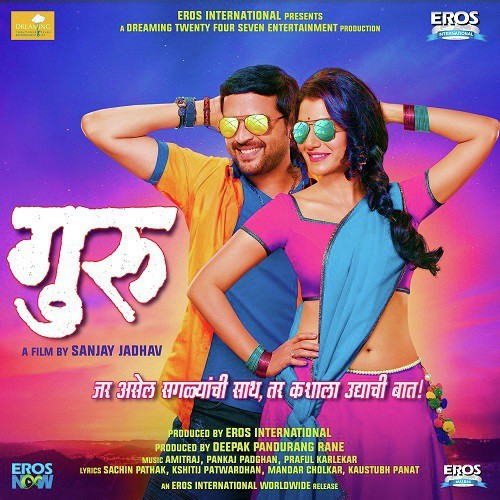 EROS INTERNATIONAL PRESENTS
A DREAMING TWENTY FOUR SEVEN ENTERTAINMENT PRODUCTION
DREAMING
EROS
INTERNATIONAL
गुरु
A FILM BY SANJAY JADHAV
जर असेल सगळ्यांची साथ, तर कशाला उद्याची बात!
PRODUCED BY EROS INTERNATIONAL
PRODUCED BY DEEPAK PANDURANG RANE
MUSIC AMITRAJ, PANKAJ PADGHAN, PRAFUL KARLEKAR
LYRICS SACHIN PATHAK, KSHITIJ PATWARDHAN, MANDAR CHOLKAR, KAUSTUBH PANAT
AN EROS INTERNATIONAL WORLDWIDE RELEASE
EROS
NOW
EROS
MUSIC